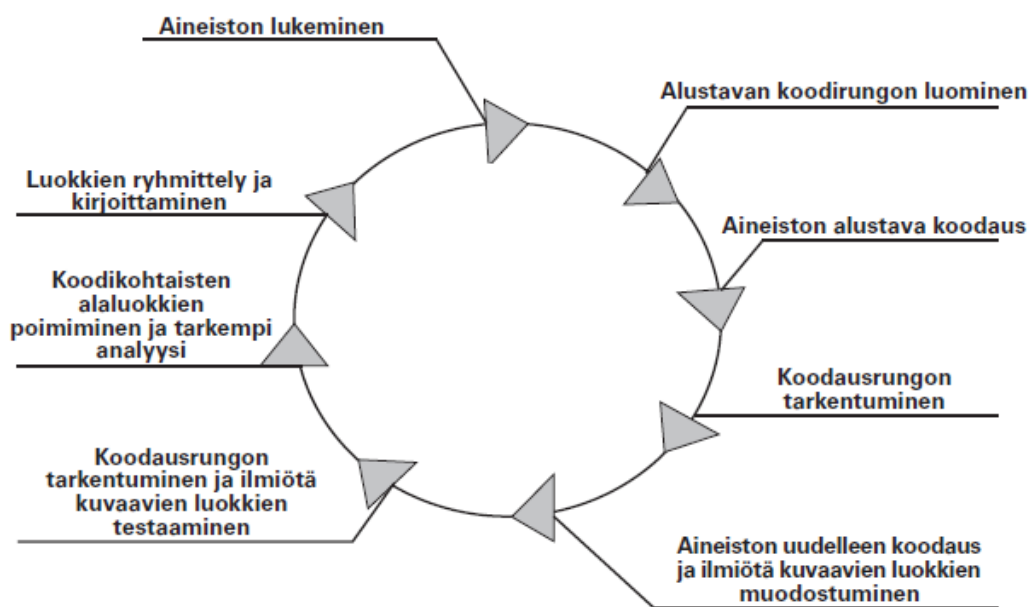 Aineiston lukeminen
Alustavan koodirungon luominen
Aineiston alustava koodaus
Koodausrungon
tarkentuminen
Aineiston uudelleen koodaus
ja ilmiötä kuvaavien luokkien
muodostuminen
Koodausrungon
tarkentuminen ja ilmiötä
kuvaavien luokkien
testaaminen
Koodikohtaisten
alaluokkien
poimiminen ja tarkempi
analyysi
Luokkien ryhmittely ja
kirjoittaminen